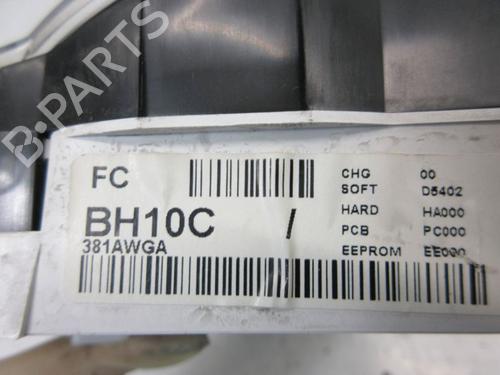 B-PARTS
FC
CHG 00
SOFT D5402
BH10C /
HARD HA000
381AWGA
PCB PC000
EEPROM EE000